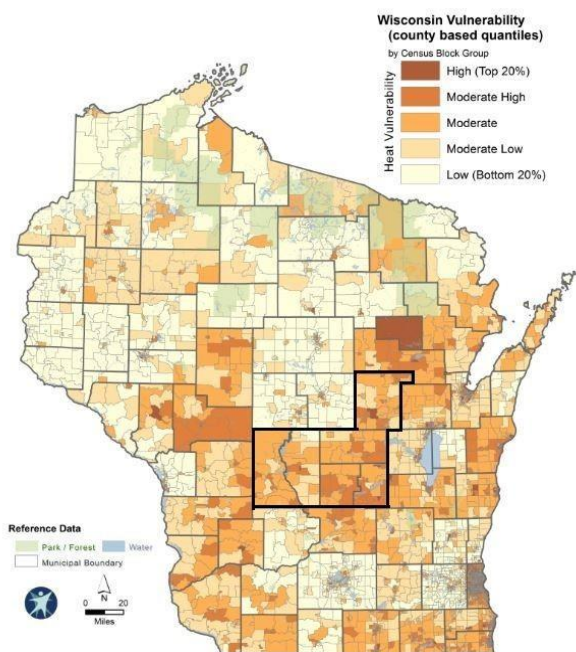 Wisconsin Vulnerability
(county based quantiles)
by Census Block Group
Heat Vulnerability
High (Top 20%)
Moderate High
Moderate
Moderate Low
Low (Bottom 20%)
Reference Data
Park / Forest
Water
Municipal Boundary
N
0 20
Miles